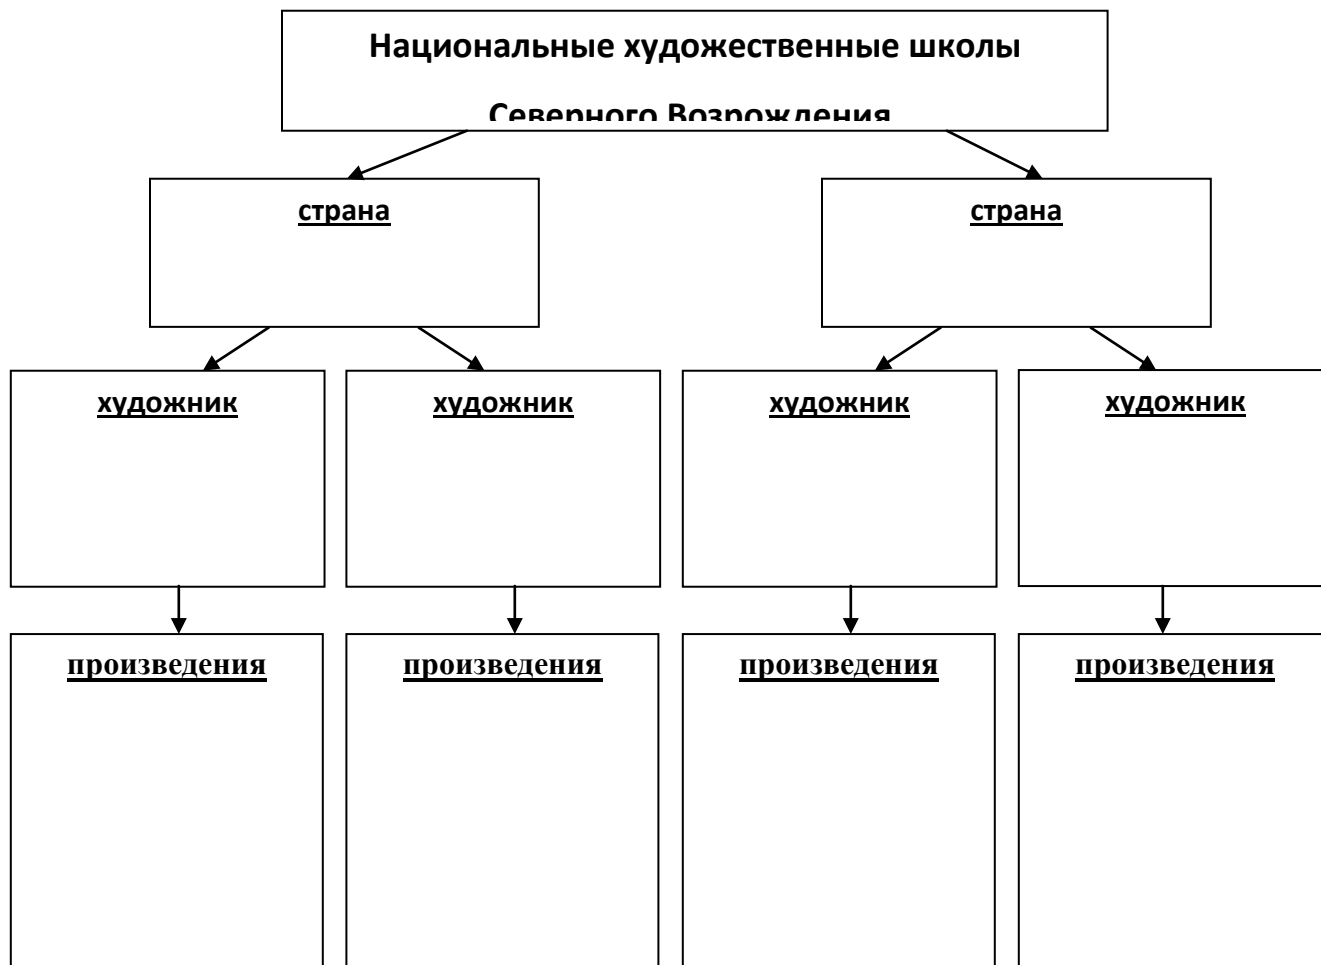 Национальные художественные школы
Северного Возрождения
страна
страна
художник
художник
художник
художник
произведения
произведения
произведения
произведения